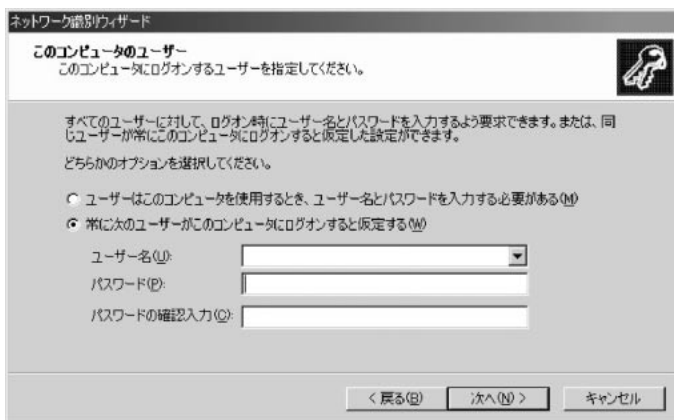 ネットワーク識別ウィザード
このコンピュータのユーザー
このコンピュータにログオンするユーザーを指定してください。
すべてのユーザーに対して、ログオン時にユーザー名とパスワードを入力するよう要求できます。または、同
じユーザーが常にこのコンピュータにログオンすると仮定した設定ができます。
どちらかのオプションを選択してください。
ユーザーはこのコンピュータを使用するとき、ユーザー名とパスワードを入力する必要がある(M)
常に次のユーザーがこのコンピュータにログオンすると仮定する(W)
ユーザー名(U):
パスワード(P):
パスワードの確認入力(C):
< 戻る(B) 次へ(N) > キャンセル